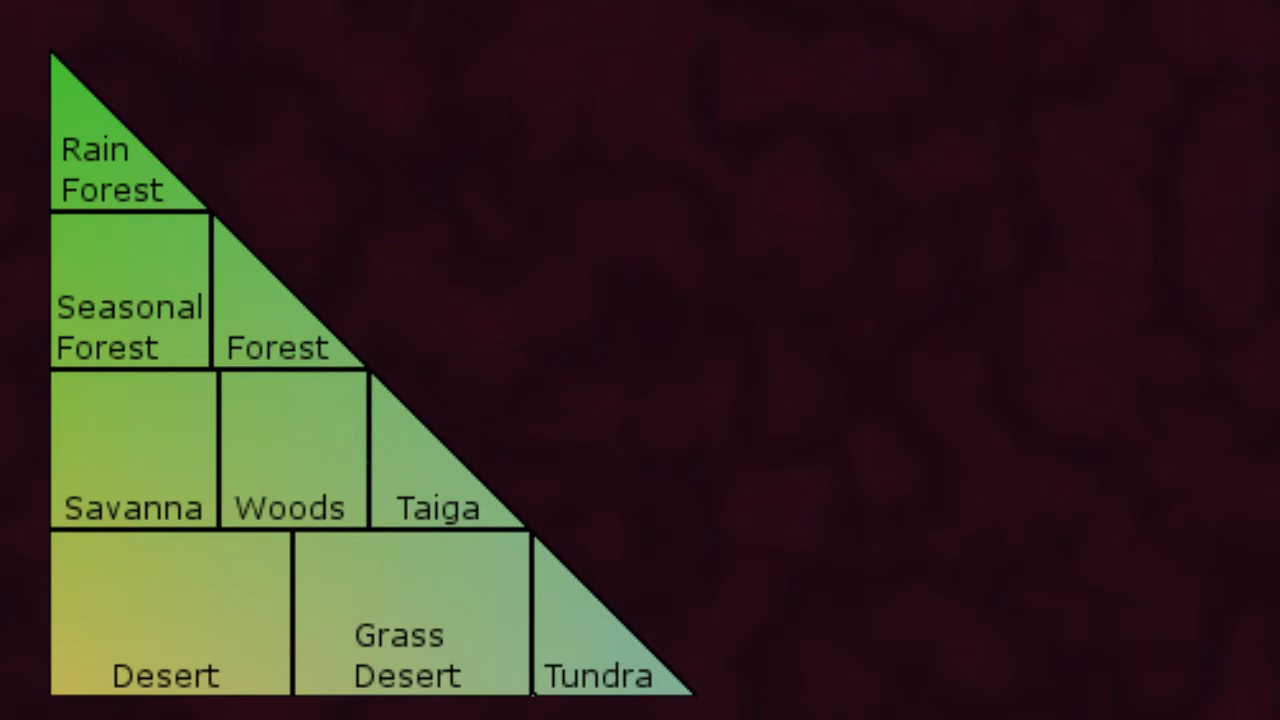 Rain
Forest
Seasonal
Forest
Forest
Savanna
Woods
Taiga
Desert
Grass
Desert
Tundra